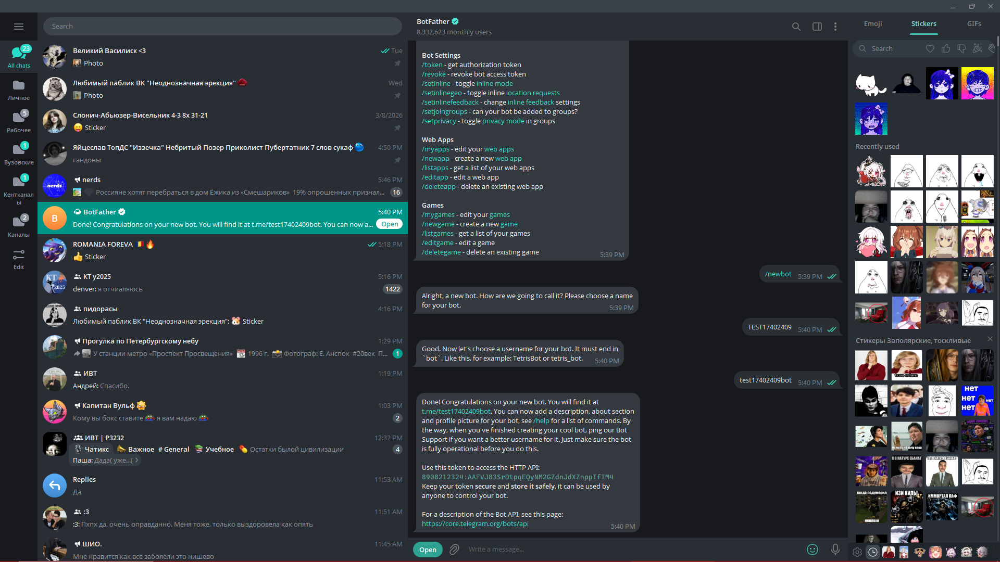 Search
23
All chats
Личное
5
Рабочее
1
Вузовские
1
Кентканал
ы
2
Каналы
Edit
Великий Василиск <3
Tue
Photo
Любимый паблик ВК "Неоднозначная эрекция"
Wed
Photo
Слонич-Абьюзер-Висельник 4-3 8x 31-21
3/8/2026
Sticker
Яйцеслав ТопДС "Иззечка" Небритый Позер Приколист Пубертатник 7 слов сукаф
4:50 PM
гандоны
nerds
nerds
5:46 PM
Россияне хотят перебраться в дом Ёжика из «Смешариков» 19% опрошенных признал...
16
B
BotFather
5:40 PM
Done! Congratulations on your new bot. You will find it at t.me/test17402409bot. You can now a...
Open
ROMANIA FOREVA
5:18 PM
Sticker
КТ
2025
КТ y2025
5:16 PM
denver: я отчиаляюсь
1422
пидорасы
4:16 PM
Любимый паблик ВК "Неоднозначная эрекция": Sticker
Прогулка по Петербургскому небу
1:29 PM
У станции метро «Проспект Просвещения» 1996 г. Фотограф: Е. Анспок #20век П...
1
ИВТ
1:19 PM
Андрей: Спасибо.
Капитан Вульф
1:03 PM
Кому вы бокс ставите я вам надаю
2
ИВТ | P3232
12:32 PM
Чатикс Важное # General Учебное Остатки былой цивилизации
4
Паша: Дада( уже...(
Replies
11:53 AM
Да
:3
11:51 AM
:3: Пхпх да, очень оправданно. Меня тоже, только выздоровела как опять
ШИО.
11:45 AM
Мне нравится как все заболели это нишево
BotFather
8,332,623 monthly users
Bot Settings
/token - get authorization token
/revoke - revoke bot access token
/setinline - toggle inline mode
/setinlinegeo - toggle inline location requests
/setinlinefeedback - change inline feedback settings
/setjoingroups - can your bot be added to groups?
/setprivacy - toggle privacy mode in groups
Web Apps
/myapps - edit your web apps
/newapp - create a new web app
/listapps - get a list of your web apps
/editapp - edit a web app
/deleteapp - delete an existing web app
Games
/mygames - edit your games
/newgame - create a new game
/listgames - get a list of your games
/editgame - edit a game
/deletegame - delete an existing game
5:39 PM
/newbot
5:39 PM
Alright, a new bot. How are we going to call it? Please choose a name
for your bot.
5:39 PM
TEST17402409
5:40 PM
Good. Now let's choose a username for your bot. It must end in
`bot`. Like this, for example: TetrisBot or tetris_bot.
5:40 PM
test17402409bot
5:40 PM
Done! Congratulations on your new bot. You will find it at
t.me/test17402409bot. You can now add a description, about section
and profile picture for your bot, see /help for a list of commands. By
the way, when you've finished creating your cool bot, ping our Bot
Support if you want a better username for it. Just make sure the bot
is fully operational before you do this.
Use this token to access the HTTP API:
8908212324:AAFVJ83SrDtpqEQyNM2GZdnJdXZnppIfIM4
Keep your token secure and store it safely, it can be used by
anyone to control your bot.
For a description of the Bot API, see this page:
https://core.telegram.org/bots/api
5:40 PM
Open
Write a message...
Emoji
Stickers
GIFs
Search
Recently used
Стикеры Заполярские, тоскливые
true adam
нет
нет нет
нет
не чето не хочу пока
Я В НАТУРЕ ЕБАНАТ
когда подумерил
неплохо
ИЗИ КИЛЫ
ИММОРТАЛ ПАФ